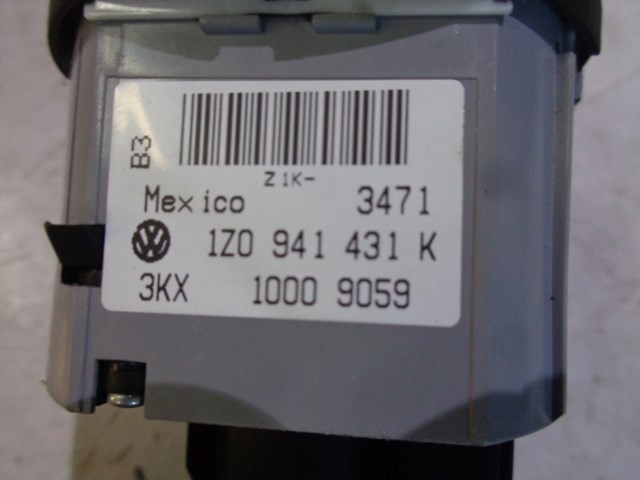 B3
Z1K-
Mexico 3471
1Z0 941 431 K
3KX 1000 9059